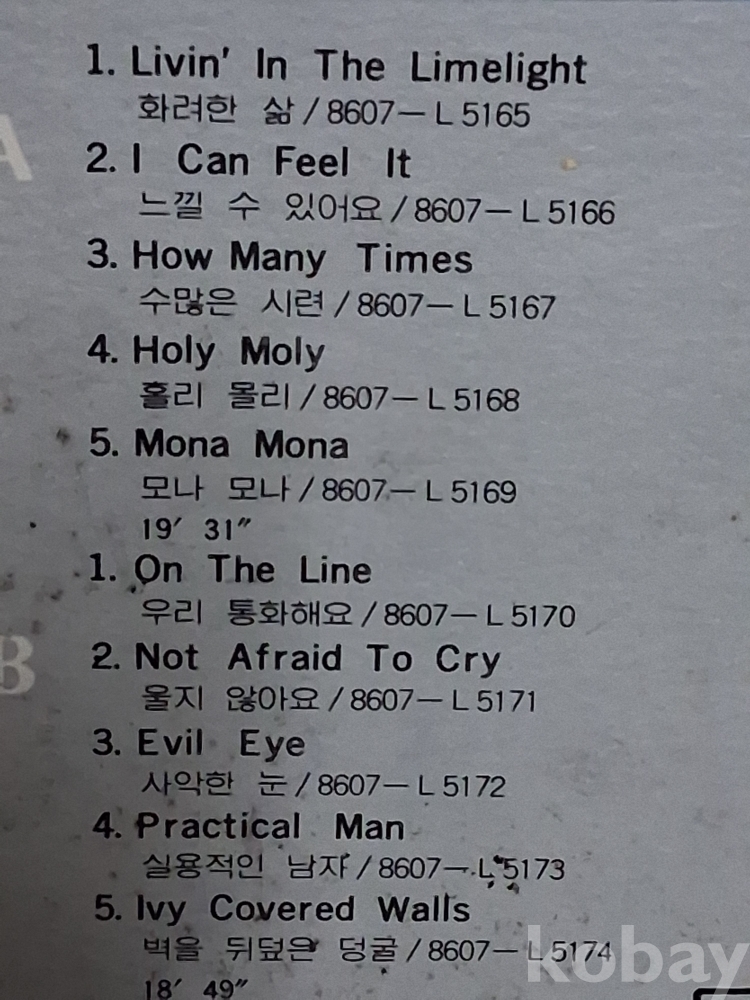 A
1. Livin' In The Limelight
화려한 삶 / 8607－L 5165
2. I Can Feel It
느낄 수 있어요 / 8607－L 5166
3. How Many Times
수많은 시련 / 8607－L 5167
4. Holy Moly
홀리 몰리 / 8607－L 5168
5. Mona Mona
모나 모나 / 8607－L 5169
19′ 31″
B
1. On The Line
우리 통화해요 / 8607－L 5170
2. Not Afraid To Cry
울지 않아요 / 8607－L 5171
3. Evil Eye
사악한 눈 / 8607－L 5172
4. Practical Man
실용적인 남자 / 8607－L 5173
5. Ivy Covered Walls
벽을 뒤덮은 덩굴 / 8607－L 5174
18′ 49″
kobay